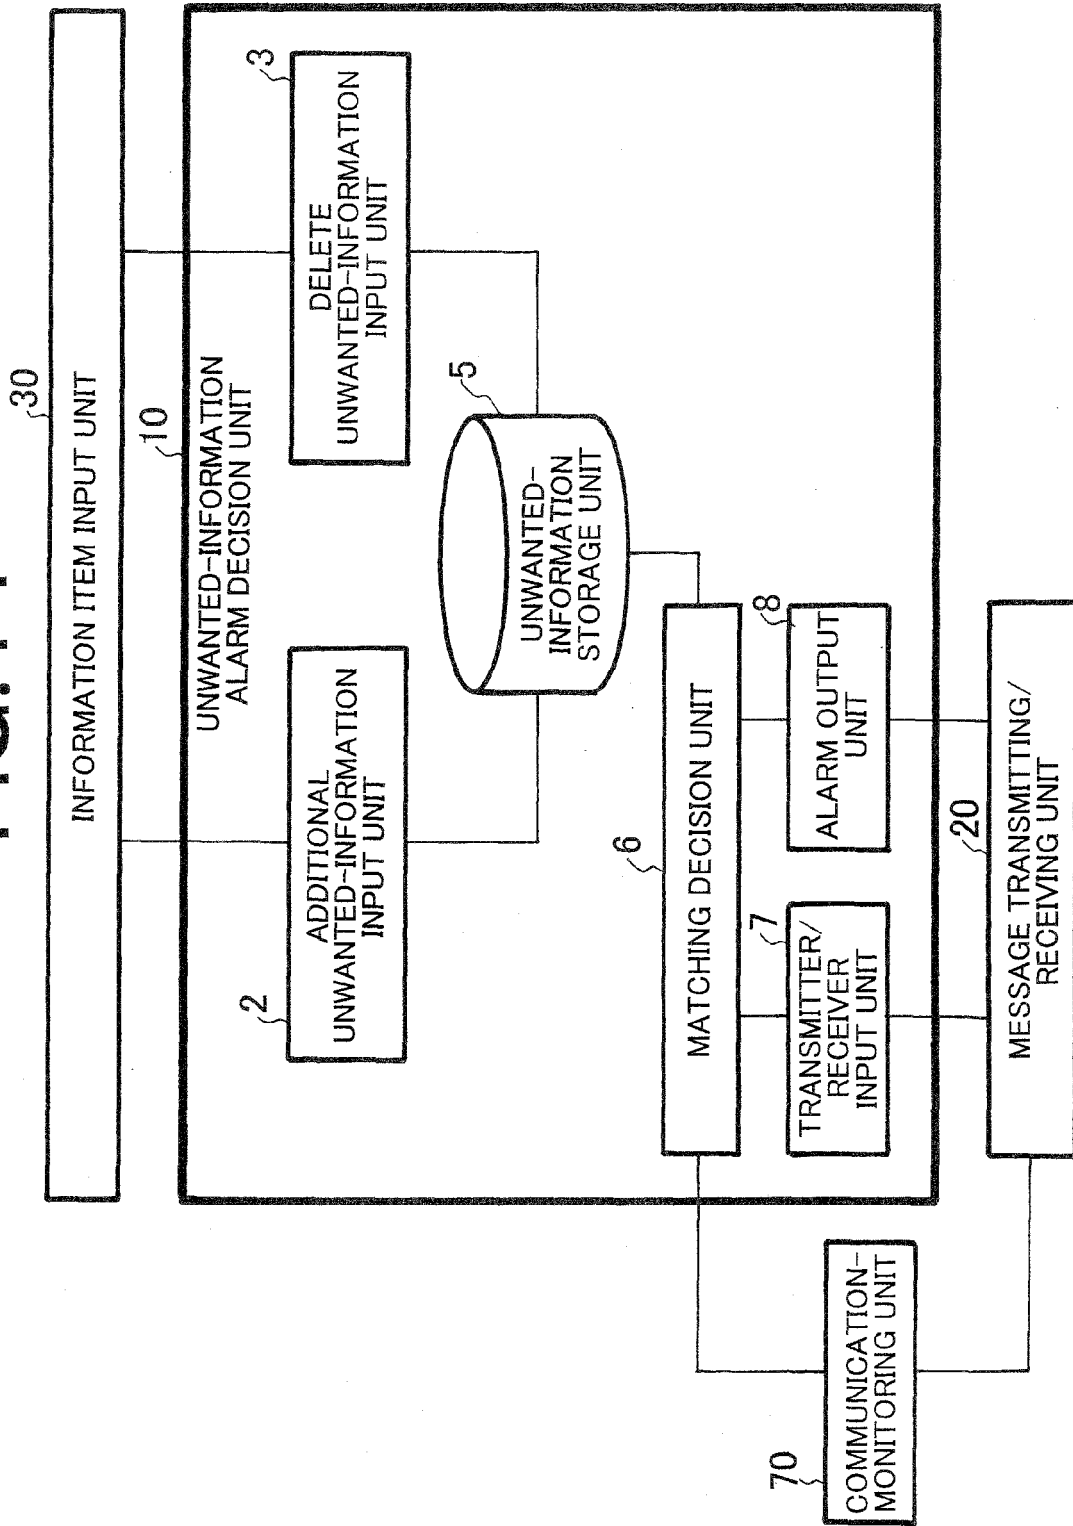 30
INFORMATION ITEM INPUT UNIT
10
UNWANTED-INFORMATION
ALARM DECISION UNIT
2
ADDITIONAL
UNWANTED-INFORMATION
INPUT UNIT
3
DELETE
UNWANTED-INFORMATION
INPUT UNIT
5
UNWANTED-
INFORMATION
STORAGE UNIT
6
MATCHING DECISION UNIT
7
TRANSMITTER/
RECEIVER
INPUT UNIT
8
ALARM OUTPUT
UNIT
20
MESSAGE TRANSMITTING/
RECEIVING UNIT
70
COMMUNICATION-
MONITORING UNIT